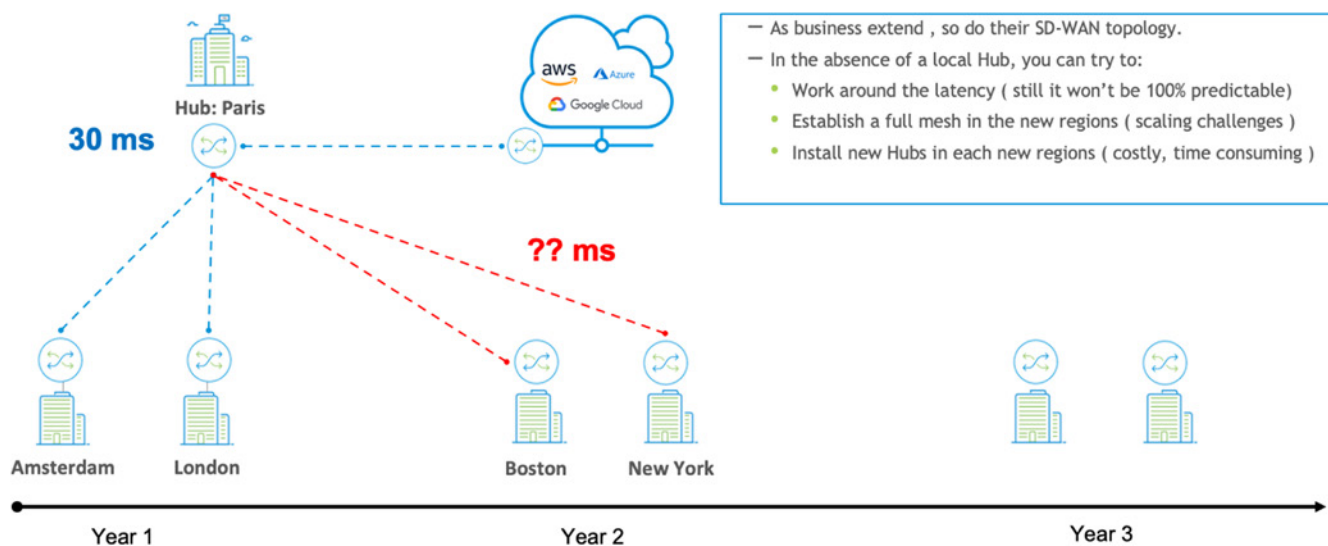 — As business extend , so do their SD-WAN topology.
— In the absence of a local Hub, you can try to:
• Work around the latency ( still it won’t be 100% predictable)
• Establish a full mesh in the new regions ( scaling challenges )
• Install new Hubs in each new regions ( costly, time consuming )
aws
Azure
Google Cloud
Hub: Paris
30 ms
?? ms
Amsterdam
London
Boston
New York
Year 1
Year 2
Year 3